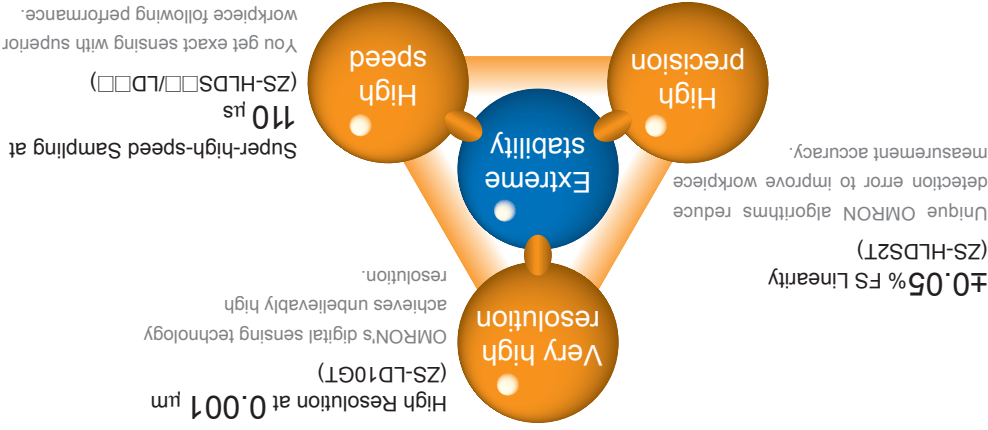 High Resolution at 0.001 µm
(ZS-LD10GT)
OMRON's digital sensing technology
achieves unbelievably high
resolution.
Very high
resolution
±0.05% FS Linearity
(ZS-HLDS2T)
Unique OMRON algorithms reduce
detection error to improve workpiece
measurement accuracy.
Extreme
stability
High
precision
High
speed
Super-high-speed Sampling at
110 µs
(ZS-HLDS□□/LD□□)
You get exact sensing with superior
workpiece following performance.